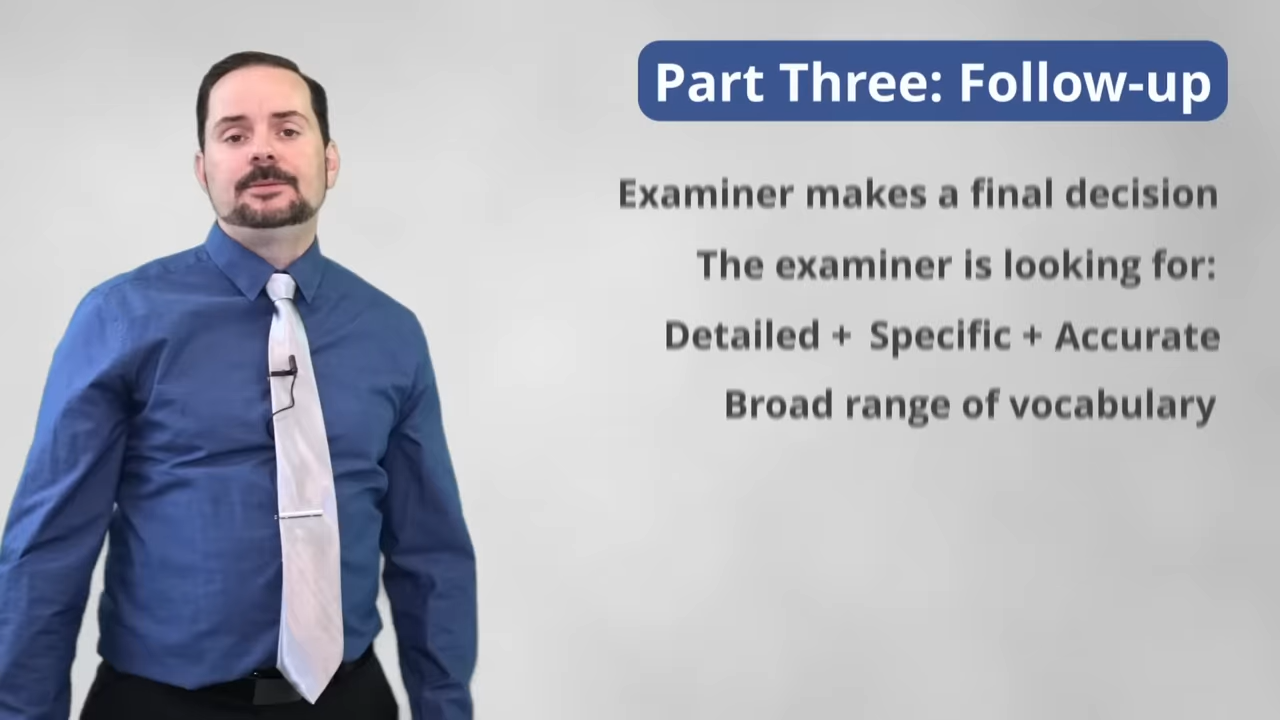 Part Three: Follow-up
Examiner makes a final decision
The examiner is looking for:
Detailed + Specific + Accurate
Broad range of vocabulary